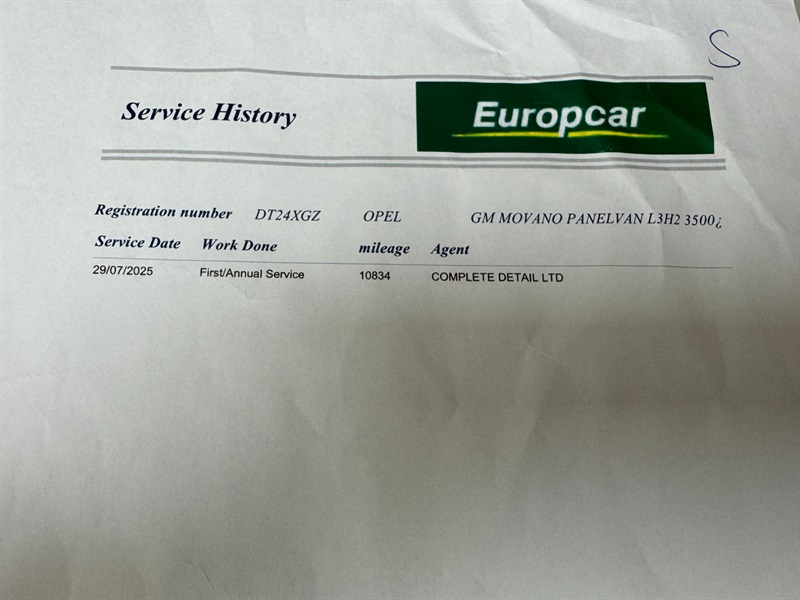 S
Service History
Europcar
Registration number DT24XGZ OPEL GM MOVANO PANELVAN L3H2 3500¿
Service Date Work Done mileage Agent
29/07/2025 First/Annual Service 10834 COMPLETE DETAIL LTD